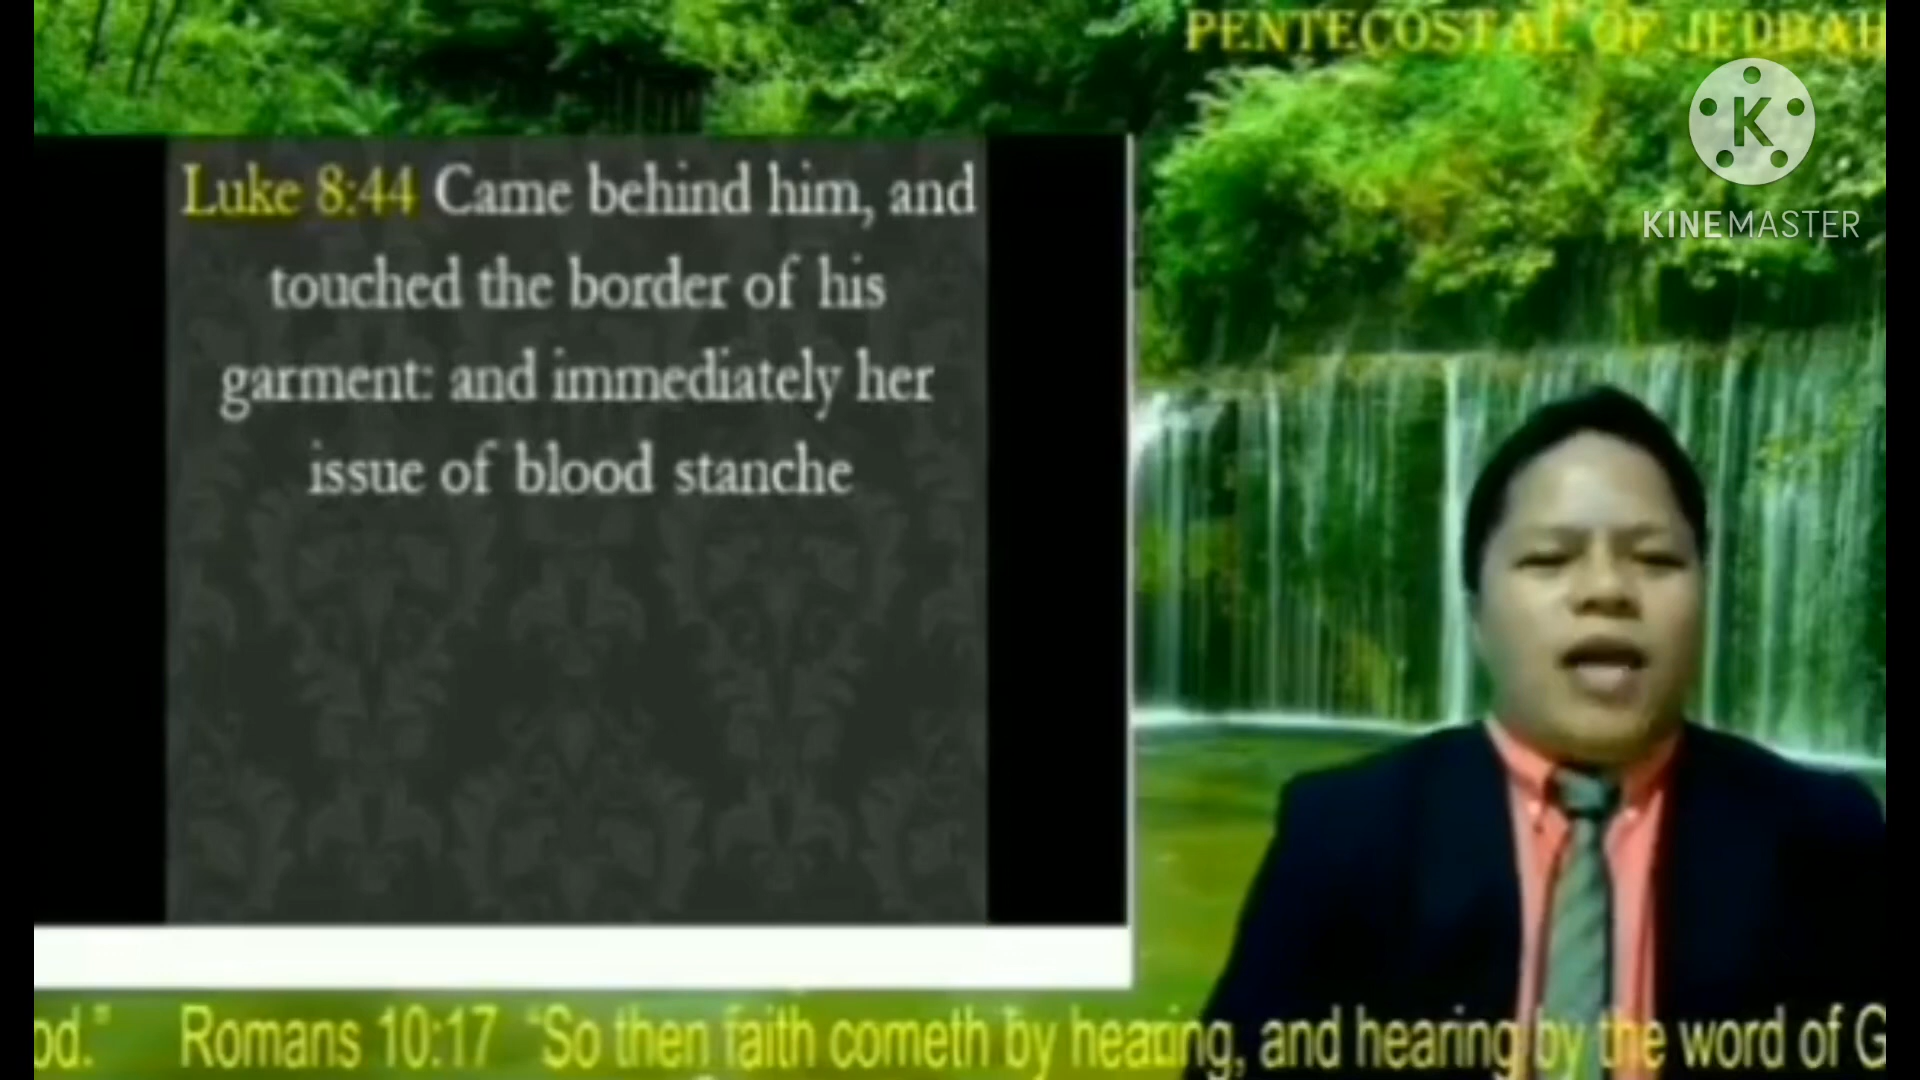 PENTECOSTAL OF JEDDAH
K
KINEMASTER
Luke 8:44 Came behind him, and
touched the border of his
garment: and immediately her
issue of blood stanche
od.” Romans 10:17 “So then faith cometh by hearing, and hearing by the word of G